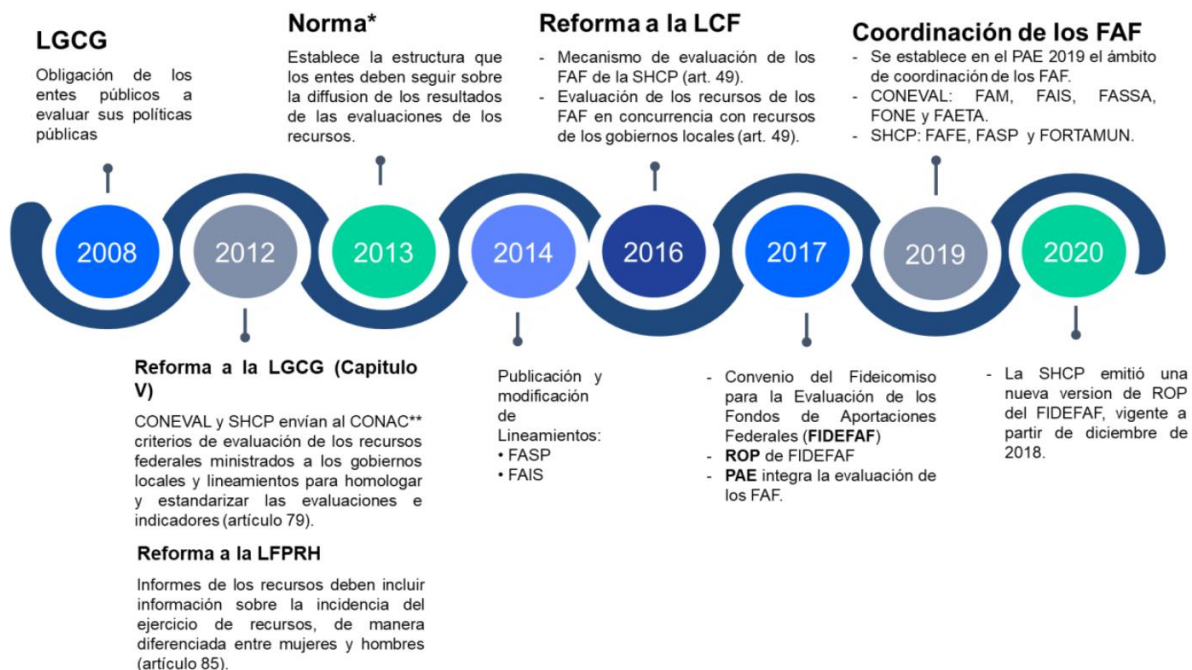 LGCG
Obligación de los
entes públicos a
evaluar sus políticas
públicas
Norma*
Establece la estructura que
los entes deben seguir sobre
la diffusion de los resultados
de las evaluaciones de los
recursos.
Reforma a la LCF
- Mecanismo de evaluación de los
FAF de la SHCP (art. 49).
- Evaluación de los recursos de los
FAF en concurrencia con recursos
de los gobiernos locales (art. 49).
Coordinación de los FAF
- Se establece en el PAE 2019 el ámbito
de coordinación de los FAF.
- CONEVAL: FAM, FAIS, FASSA,
FONE y FAETA.
- SHCP: FAFE, FASP y FORTAMUN.
2008
2012
2013
2014
2016
2017
2019
2020
Reforma a la LGCG (Capitulo
V)
CONEVAL y SHCP envían al CONAC**
criterios de evaluación de los recursos
federales ministrados a los gobiernos
locales y lineamientos para homologar
y estandarizar las evaluaciones e
indicadores (artículo 79).
Reforma a la LFPRH
Informes de los recursos deben incluir
información sobre la incidencia del
ejercicio de recursos, de manera
diferenciada entre mujeres y hombres
(artículo 85).
Publicación y
modificación
de
Lineamientos:
• FASP
• FAIS
- Convenio del Fideicomiso
para la Evaluación de los
Fondos de Aportaciones
Federales (FIDEFAF)
- ROP de FIDEFAF
- PAE integra la evaluación de
los FAF.
- La SHCP emitió una
nueva version de ROP
del FIDEFAF, vigente a
partir de diciembre de
2018.